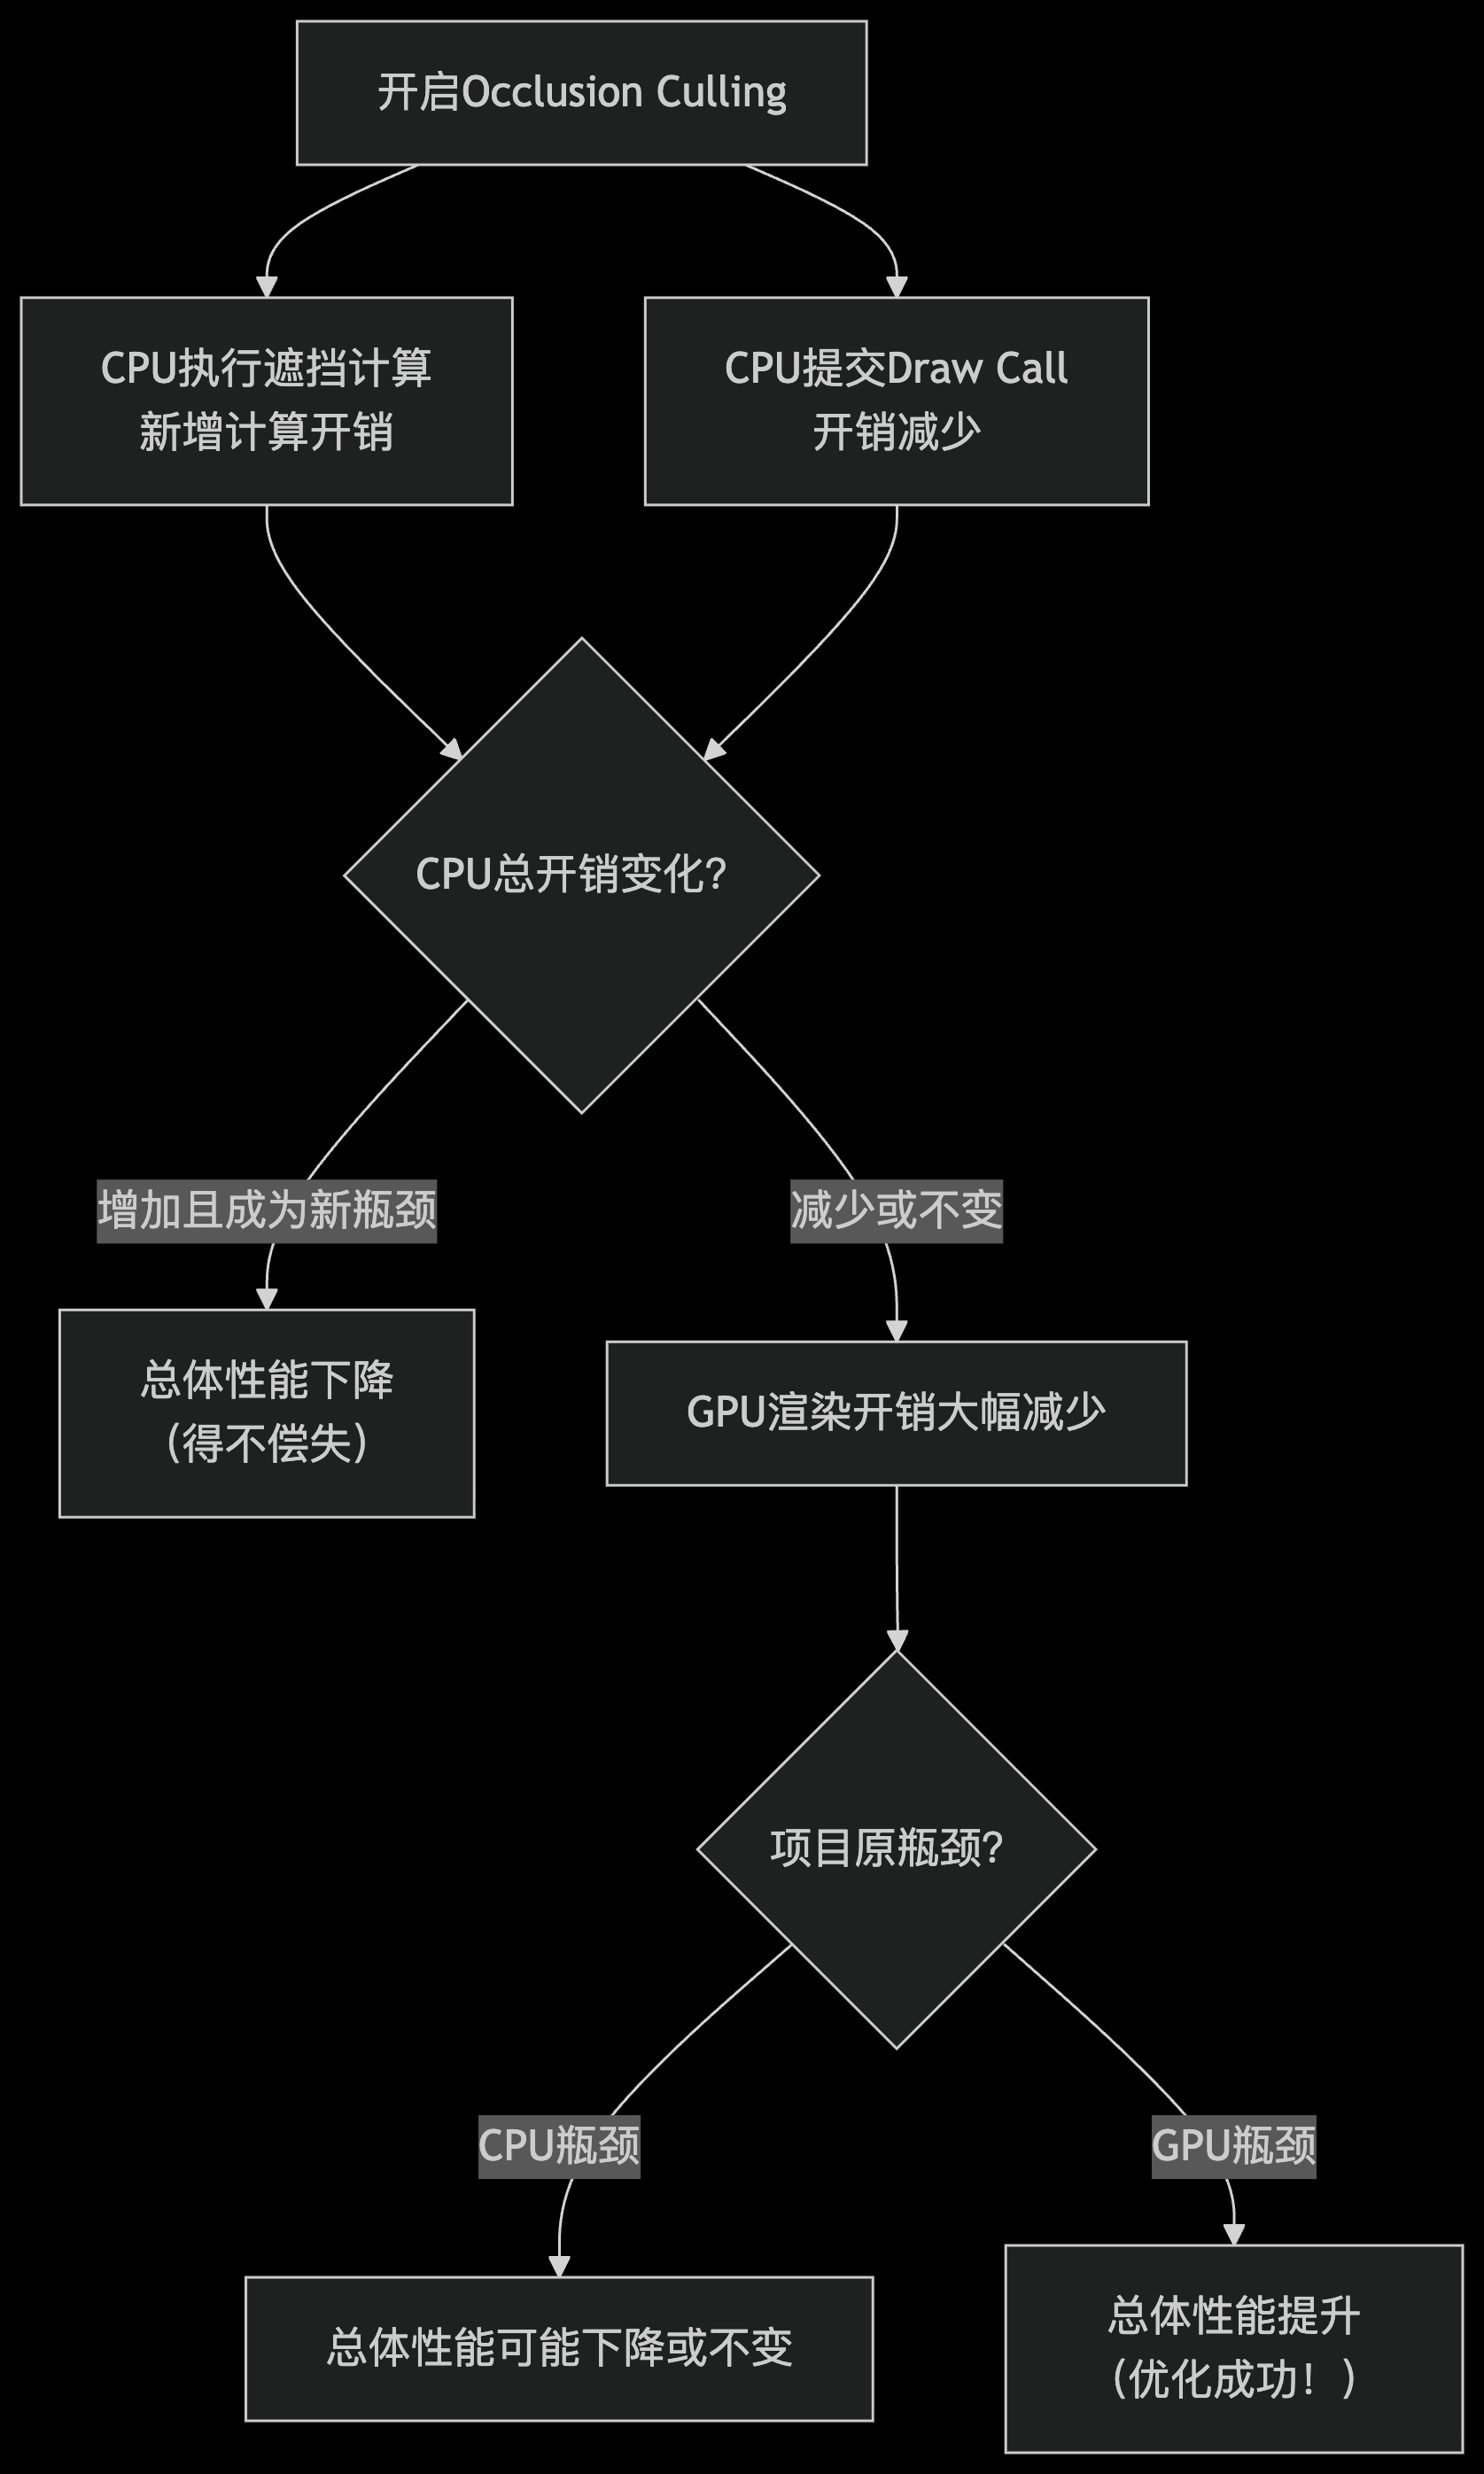 开启Occlusion Culling
CPU执行遮挡计算
新增计算开销
CPU提交Draw Call
开销减少
CPU总开销变化?
增加且成为新瓶颈
减少或不变
总体性能下降
(得不偿失)
GPU渲染开销大幅减少
项目原瓶颈?
CPU瓶颈
GPU瓶颈
总体性能可能下降或不变
总体性能提升
(优化成功！)